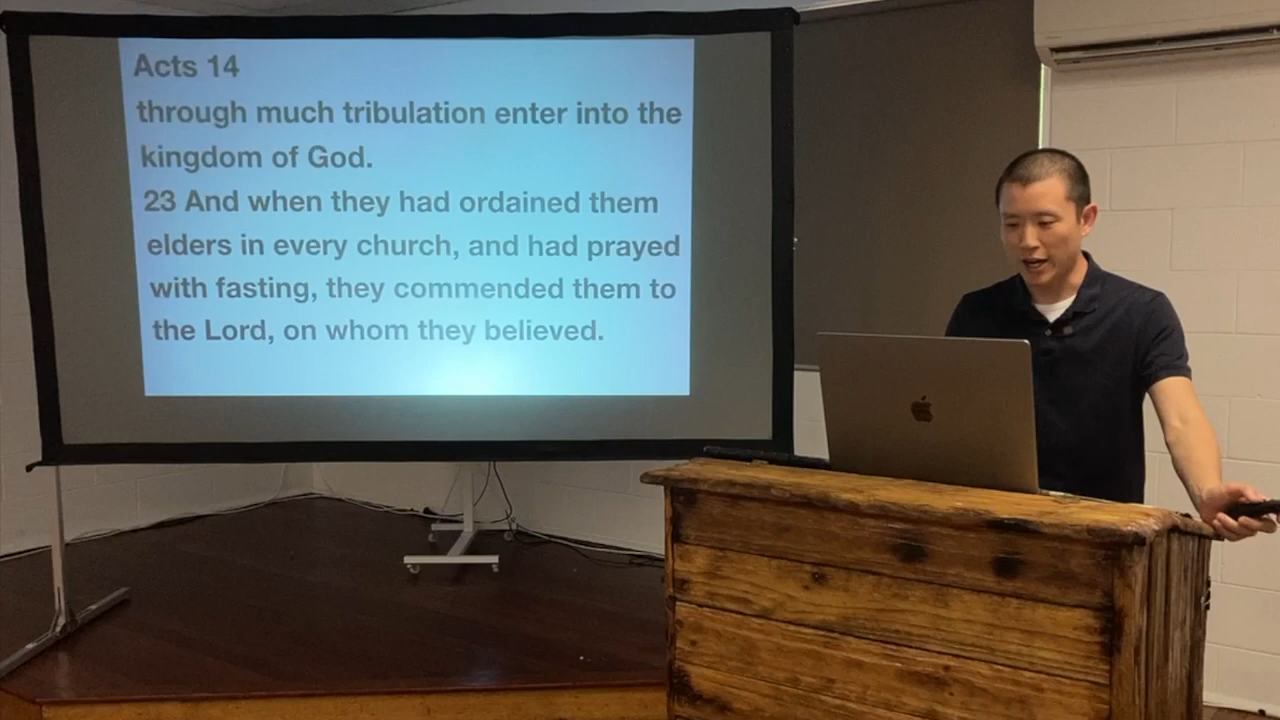 Acts 14
through much tribulation enter into the
kingdom of God.
23 And when they had ordained them
elders in every church, and had prayed
with fasting, they commended them to
the Lord, on whom they believed.